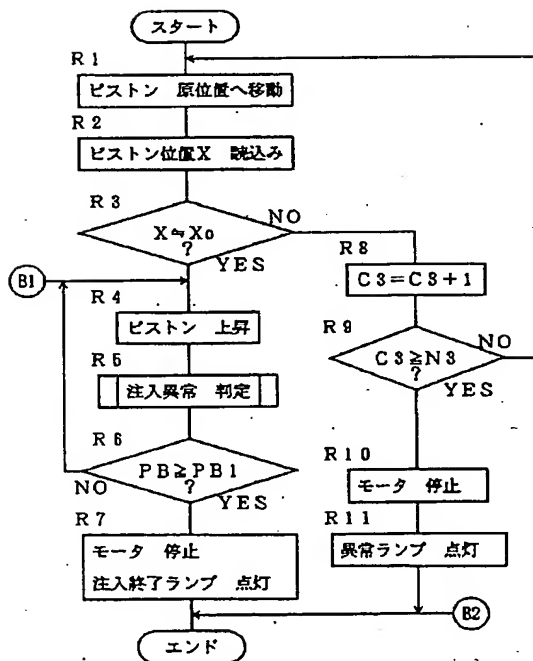 スタート
R1
ピストン 原位置へ移動
R2
ピストン位置X 読込み
R3
X≒Xo
?
NO
YES
B1
R4
ピストン 上昇
R5
注入異常 判定
R6
PB≧PB1
?
NO
YES
R7
モータ 停止
注入終了ランプ 点灯
エンド
R8
C3=C3+1
R9
C3≧N3
?
NO
YES
R10
モータ 停止
R11
異常ランプ 点灯
B2